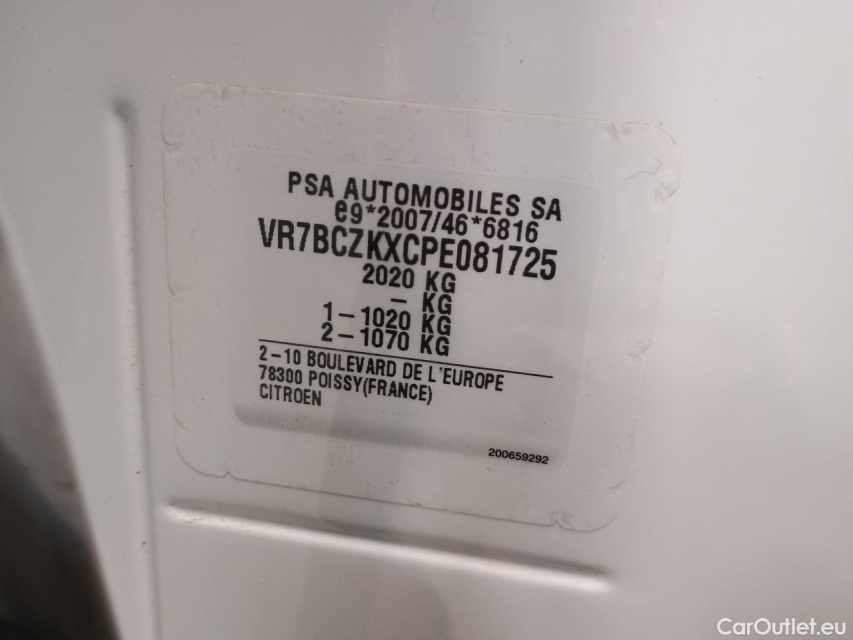 PSA AUTOMOBILES SA
e9*2007/46*6816
VR7BCZKXCPE081725
2020 KG
– KG
1–1020 KG
2–1070 KG
2–10 BOULEVARD DE L'EUROPE
78300 POISSY(FRANCE)
CITROEN
200659292
CarOutlet.eu